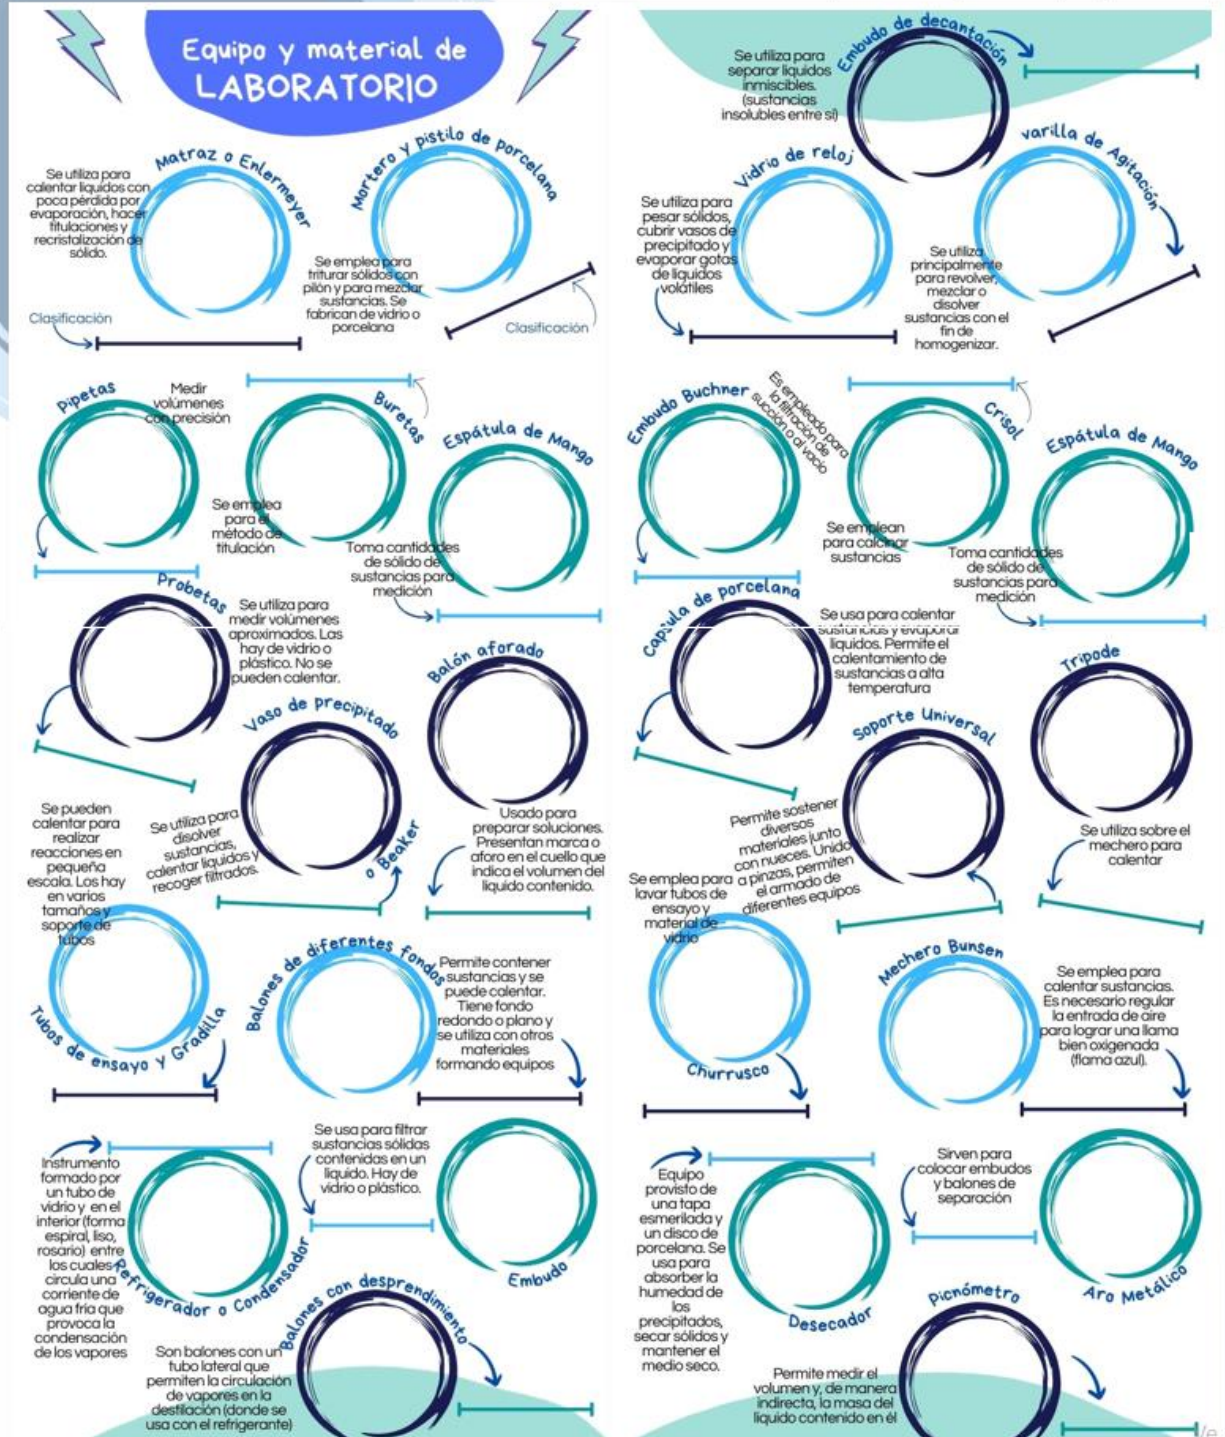 Equipo y material de
LABORATORIO
Matraz o Enlermeyer
Se utiliza para
calentar líquidos con
poca pérdida por
evaporación, hacer
titulaciones y
recristalización de
sólido.
Clasificación
Mortero y pistilo de porcelana
Se emplea para
triturar sólidos con
pilón y para mezclar
sustancias. Se
fabrican de vidrio o
porcelana
Clasificación
Pipetas
Medir
volúmenes
con precisión
Buretas
Se emplea
para el
método de
titulación
Espátula de Mango
Toma cantidades
de sólido de
sustancias para
medición
Probetas
Se utiliza para
medir volúmenes
aproximados. Las
hay de vidrio o
plástico. No se
pueden calentar.
Vaso de precipitado
o Beaker
Se utiliza para
disolver
sustancias,
calentar líquidos y
recoger filtrados.
Balón aforado
Usado para
preparar soluciones.
Presentan marca o
aforo en el cuello que
indica el volumen del
líquido contenido.
Se pueden
calentar para
realizar
reacciones en
pequeña
escala. Los hay
en varios
tamaños y
soporte de
tubos
Tubos de ensayo y Gradilla
Balones de diferentes fondos
Permite contener
sustancias y se
puede calentar.
Tiene fondo
redondo o plano y
se utiliza con otros
materiales
formando equipos
Instrumento
formado por
un tubo de
vidrio y en el
interior (forma
espiral, liso,
rosario) entre
los cuales
circula una
corriente de
agua fría que
provoca la
condensación
de los vapores
Refrigerador o Condensador
Se usa para filtrar
sustancias sólidas
contenidas en un
líquido. Hay de
vidrio o plástico.
Embudo
Balones con desprendimiento
Son balones con un
tubo lateral que
permiten la circulación
de vapores en la
destilación (donde se
usa con el refrigerante)
Embudo de decantación
Se utiliza para
separar líquidos
inmiscibles.
(sustancias
insolubles entre sí)
Vidrio de reloj
Se utiliza para
pesar sólidos,
cubrir vasos de
precipitado y
evaporar gotas
de líquidos
volátiles
varilla de Agitación
Se utiliza
principalmente
para revolver,
mezclar o
disolver
sustancias con el
fin de
homogenizar.
Embudo Buchner
Es empleado para
la filtración de
succión o al vacío
Crisol
Se emplean
para calcinar
sustancias
Espátula de Mango
Toma cantidades
de sólido de
sustancias para
medición
Capsula de porcelana
Se usa para calentar
sustancias y evaporar
líquidos. Permite el
calentamiento de
sustancias a alta
temperatura
Soporte Universal
Permite sostener
diversos
materiales junto
con nueces. Unido
a pinzas, permiten
el armado de
diferentes equipos
Tripode
Se utiliza sobre el
mechero para
calentar
Se emplea para
lavar tubos de
ensayo y
material de
vidrio
Churrusco
Mechero Bunsen
Se emplea para
calentar sustancias.
Es necesario regular
la entrada de aire
para lograr una llama
bien oxigenada
(flama azul).
Equipo
provisto de
una tapa
esmerilada y
un disco de
porcelana. Se
usa para
absorber la
humedad de
los
precipitados,
secar sólidos y
mantener el
medio seco.
Desecador
Sirven para
colocar embudos
y balones de
separación
Aro Metálico
Picnómetro
Permite medir el
volumen y, de manera
indirecta, la masa del
líquido contenido en él